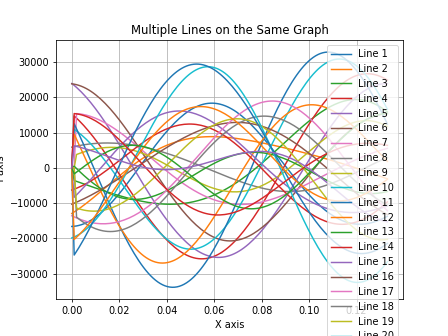 Multiple Lines on the Same Graph
30000
20000
10000
0
−10000
−20000
−30000
0.00
0.02
0.04
0.06
0.08
0.10
X axis
Line 1
Line 2
Line 3
Line 4
Line 5
Line 6
Line 7
Line 8
Line 9
Line 10
Line 11
Line 12
Line 13
Line 14
Line 15
Line 16
Line 17
Line 18
Line 19
Line 20